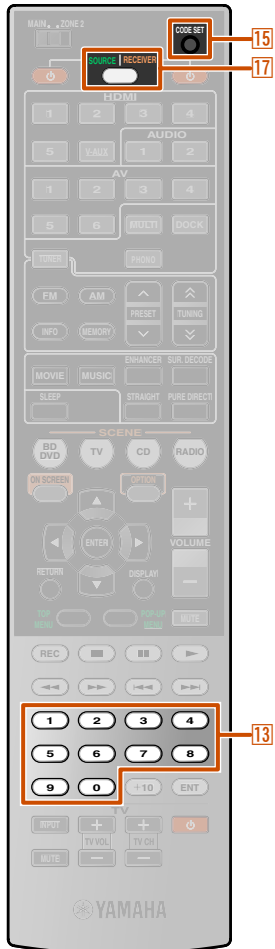 MAIN ZONE 2
CODE SET
15
SOURCE RECEIVER
17
HDMI
1 2 3 4
AUDIO
5 V-AUX 1 2
AV
1 2 3 4
5 6 MULTI DOCK
TUNER PHONO
FM AM PRESET TUNING
INFO MEMORY
ENHANCER SUR. DECODE
MOVIE MUSIC
SLEEP STRAIGHT PURE DIRECT
SCENE
BD DVD TV CD RADIO
ON SCREEN OPTION
ENTER
VOLUME
RETURN DISPLAY
TOP MENU POP-UP MENU MUTE
REC
1 2 3 4
13
5 6 7 8
9 0 +10 ENT
TV
INPUT TV VOL TV CH
MUTE
YAMAHA